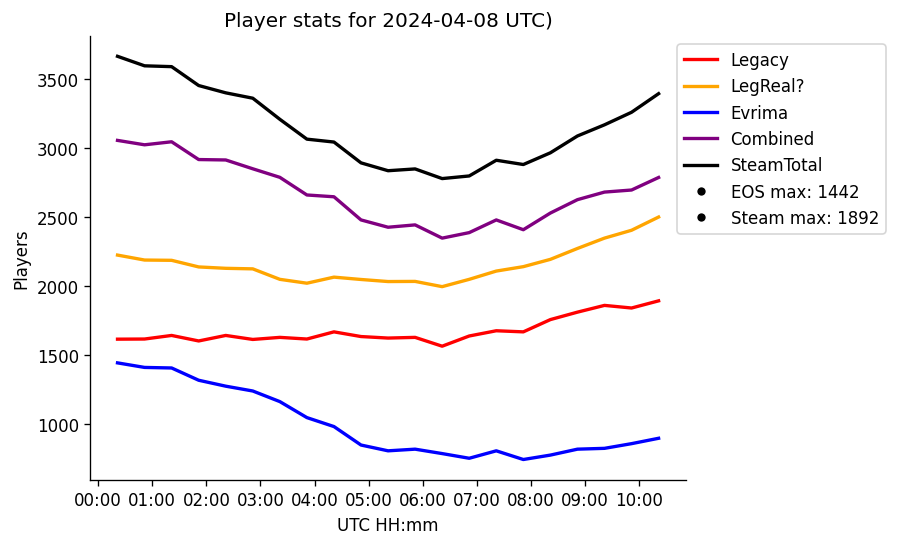 Player stats for 2024-04-08 UTC)
Players
3500
3000
2500
2000
1500
1000
00:00 01:00 02:00 03:00 04:00 05:00 06:00 07:00 08:00 09:00 10:00
UTC HH:mm
Legacy
LegReal?
Evrima
Combined
SteamTotal
EOS max: 1442
Steam max: 1892